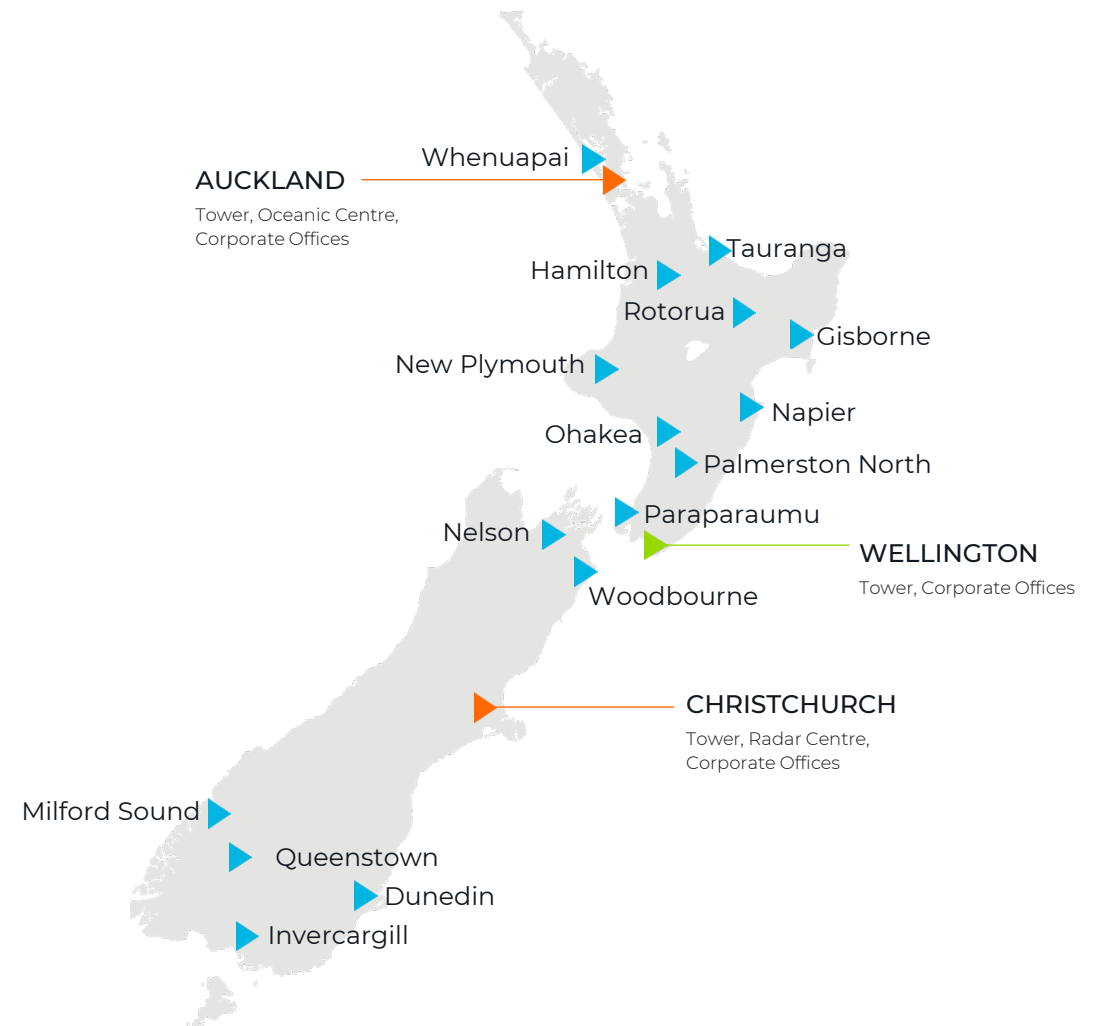 Whenuapai
AUCKLAND
Tower, Oceanic Centre,
Corporate Offices
Tauranga
Hamilton
Rotorua
Gisborne
New Plymouth
Napier
Ohakea
Palmerston North
Paraparaumu
Nelson
WELLINGTON
Tower, Corporate Offices
Woodbourne
CHRISTCHURCH
Tower, Radar Centre,
Corporate Offices
Milford Sound
Queenstown
Dunedin
Invercargill